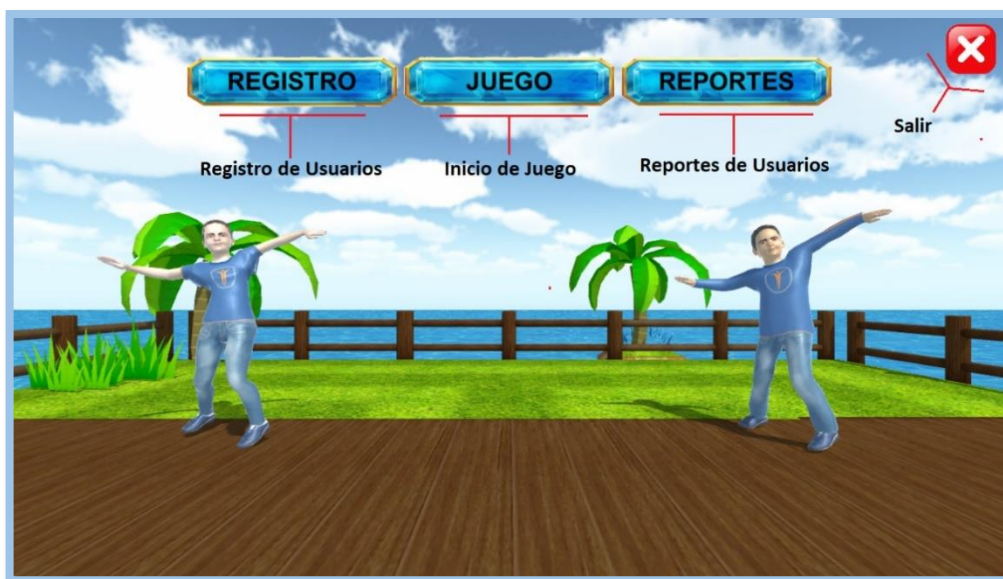 REGISTRO
JUEGO
REPORTES
Salir
Registro de Usuarios
Inicio de Juego
Reportes de Usuarios